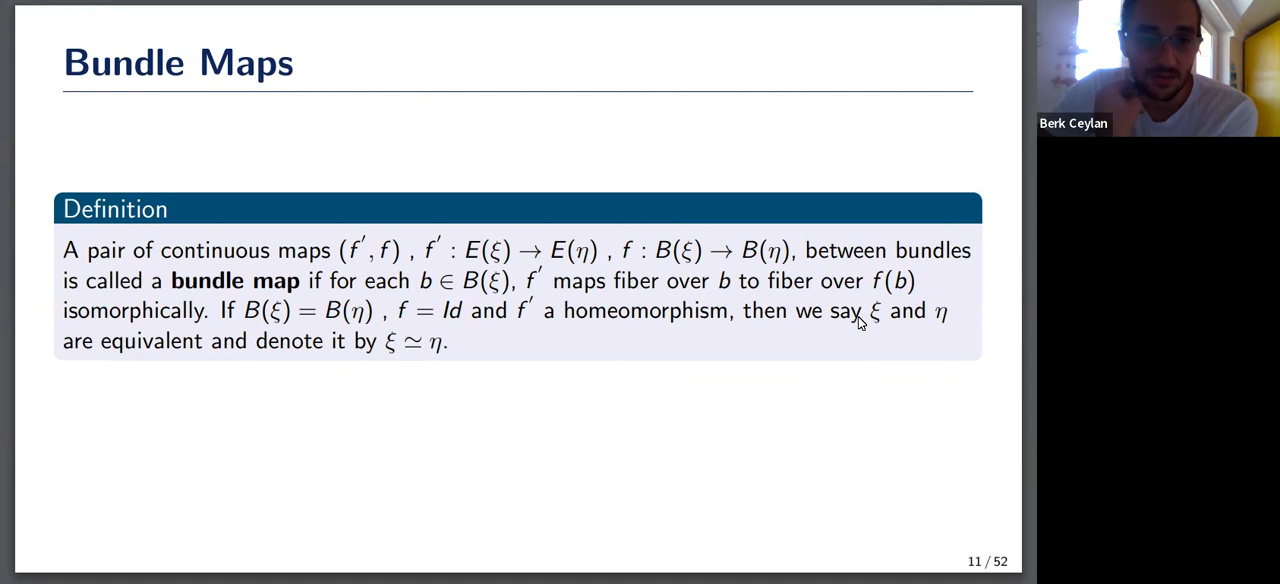 Bundle Maps
Definition
A pair of continuous maps (f′, f) , f′ : E(ξ) → E(η) , f : B(ξ) → B(η), between bundles
is called a bundle map if for each b ∈ B(ξ), f′ maps fiber over b to fiber over f(b)
isomorphically. If B(ξ) = B(η) , f = Id and f′ a homeomorphism, then we say ξ and η
are equivalent and denote it by ξ ≃ η.
11 / 52
Berk Ceylan